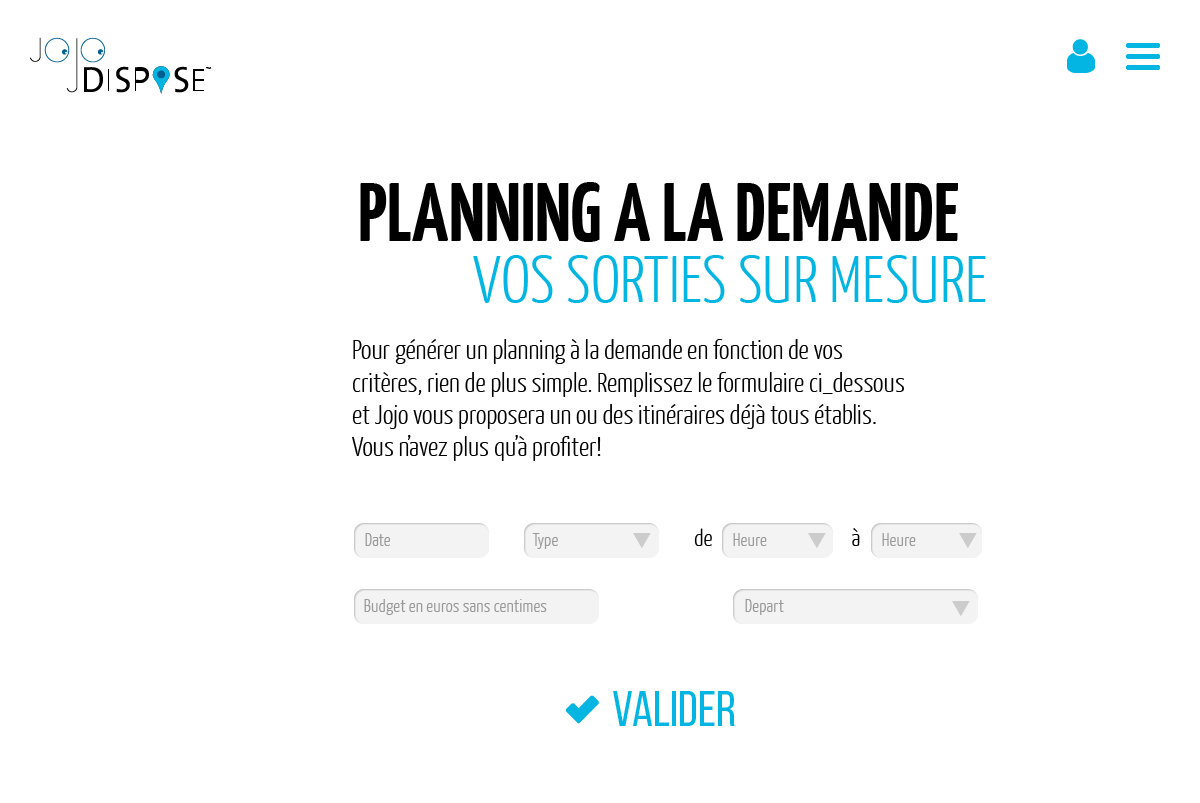 JOJO
JDISPOSE™
PLANNING A LA DEMANDE
VOS SORTIES SUR MESURE
Pour générer un planning à la demande en fonction de vos
critères, rien de plus simple. Remplissez le formulaire ci_dessous
et Jojo vous proposera un ou des itinéraires déjà tous établis.
Vous n'avez plus qu'à profiter!
Date Type de Heure à Heure
Budget en euros sans centimes Depart
VALIDER